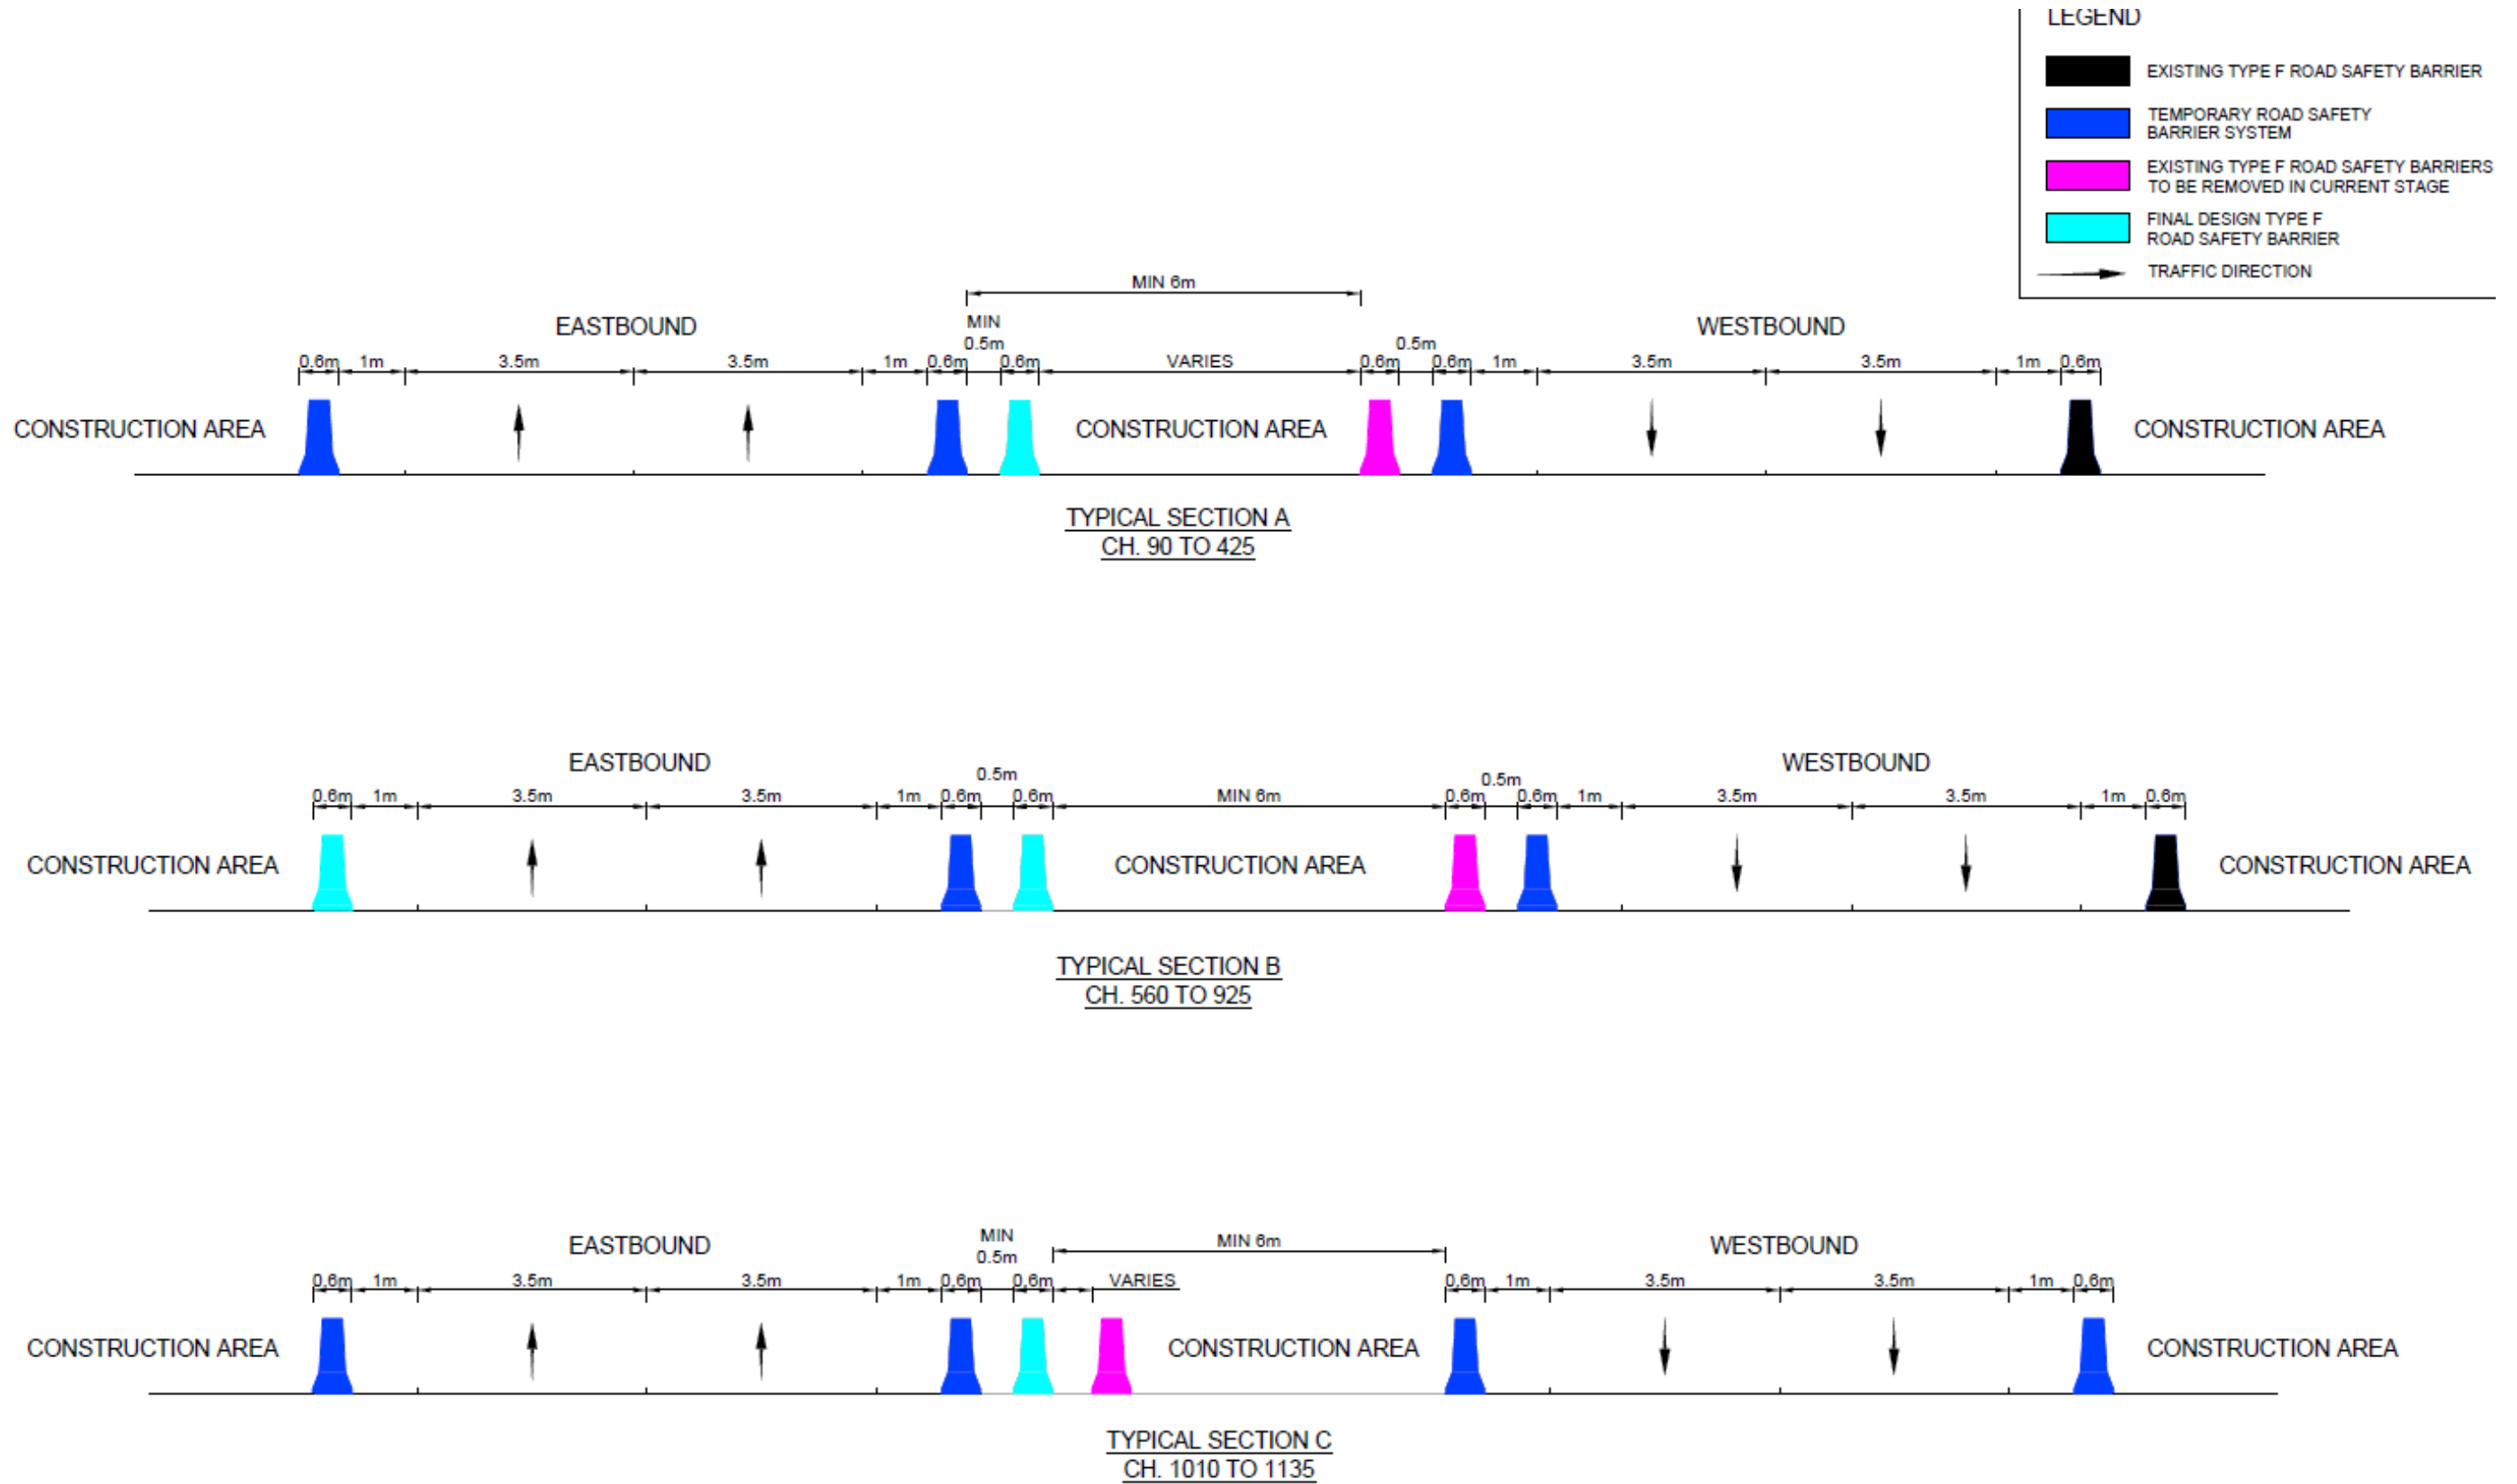 LEGEND
EXISTING TYPE F ROAD SAFETY BARRIER
TEMPORARY ROAD SAFETY
BARRIER SYSTEM
EXISTING TYPE F ROAD SAFETY BARRIERS
TO BE REMOVED IN CURRENT STAGE
FINAL DESIGN TYPE F
ROAD SAFETY BARRIER
TRAFFIC DIRECTION
MIN 6m
EASTBOUND
MIN
WESTBOUND
0.5m
0.5m
0.6m 1m 3.5m 3.5m 1m 0.6m 0.6m VARIES 0.6m 0.6m 1m 3.5m 3.5m 1m 0.6m
CONSTRUCTION AREA CONSTRUCTION AREA CONSTRUCTION AREA
TYPICAL SECTION A
CH. 90 TO 425
EASTBOUND
WESTBOUND
0.5m
0.5m
0.6m 1m 3.5m 3.5m 1m 0.6m 0.6m MIN 6m 0.6m 0.6m 1m 3.5m 3.5m 1m 0.6m
CONSTRUCTION AREA CONSTRUCTION AREA CONSTRUCTION AREA
TYPICAL SECTION B
CH. 560 TO 925
MIN
MIN 6m
EASTBOUND
WESTBOUND
0.5m
0.6m 1m 3.5m 3.5m 1m 0.6m 0.6m VARIES 0.6m 1m 3.5m 3.5m 1m 0.6m
CONSTRUCTION AREA CONSTRUCTION AREA CONSTRUCTION AREA
TYPICAL SECTION C
CH. 1010 TO 1135